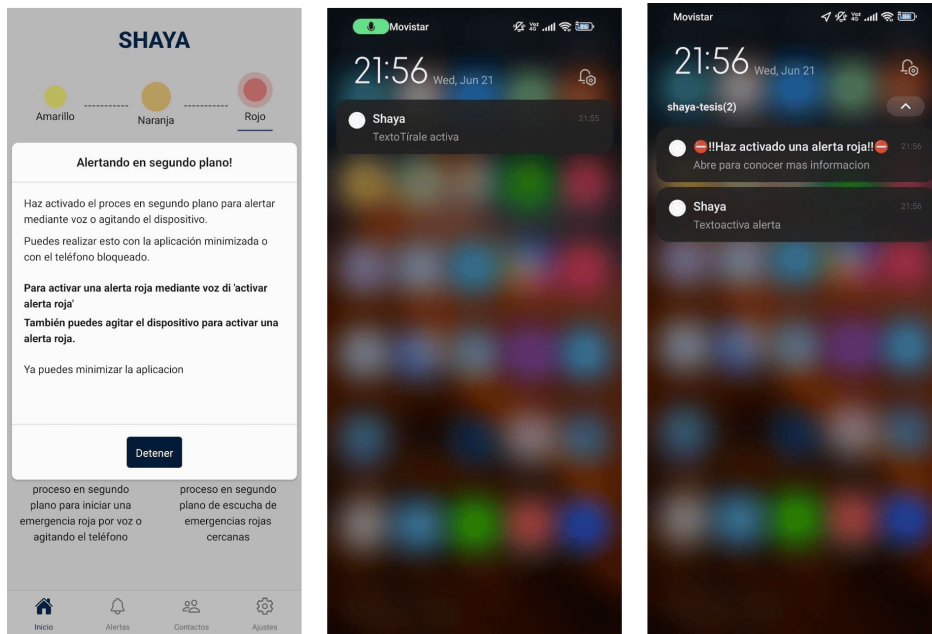 SHAYA
Amarillo
Naranja
Rojo
Alertando en segundo plano!
Haz activado el proces en segundo plano para alertar
mediante voz o agitando el dispositivo.
Puedes realizar esto con la aplicación minimizada o
con el teléfono bloqueado.
Para activar una alerta roja mediante voz di 'activar
alerta roja'
También puedes agitar el dispositivo para activar una
alerta roja.
Ya puedes minimizar la aplicacion
Detener
proceso en segundo
plano para iniciar una
emergencia roja por voz o
agitando el teléfono
proceso en segundo
plano de escucha de
emergencias rojas
cercanas
Inicio
Alertas
Contactos
Ajustes
Movistar
21:56 Wed, Jun 21
Shaya 21:55
TextoTírale activa
Movistar
21:56 Wed, Jun 21
shaya-tesis(2)
⛔!!Haz activado una alerta roja!!⛔ 21:56
Abre para conocer mas informacion
Shaya 21:56
Textoactiva alerta